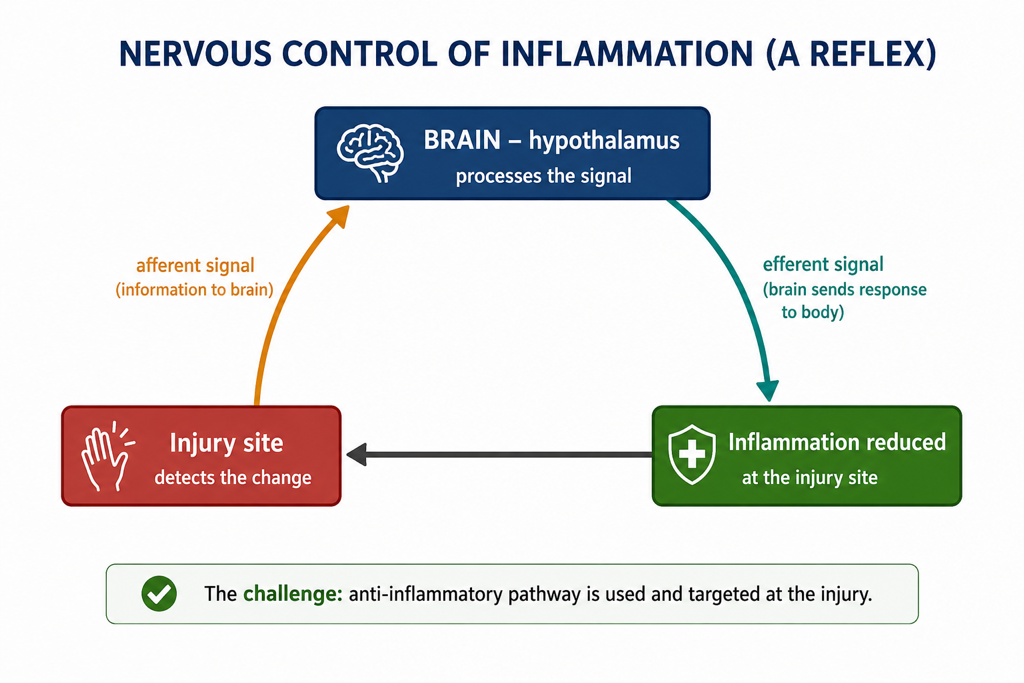 NERVOUS CONTROL OF INFLAMMATION (A REFLEX)
BRAIN – hypothalamus
processes the signal
afferent signal
(information to brain)
efferent signal
(brain sends response
to body)
Injury site
detects the change
Inflammation reduced
at the injury site
The challenge: anti-inflammatory pathway is used and targeted at the injury.